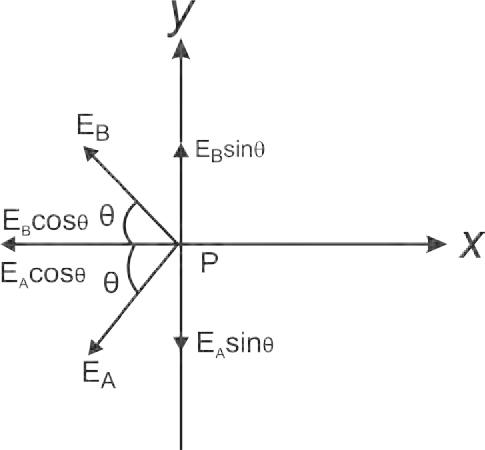 y
E_B
E_Bsinθ
E_Bcosθ θ
x
P
E_Acosθ θ
E_Asinθ
E_A